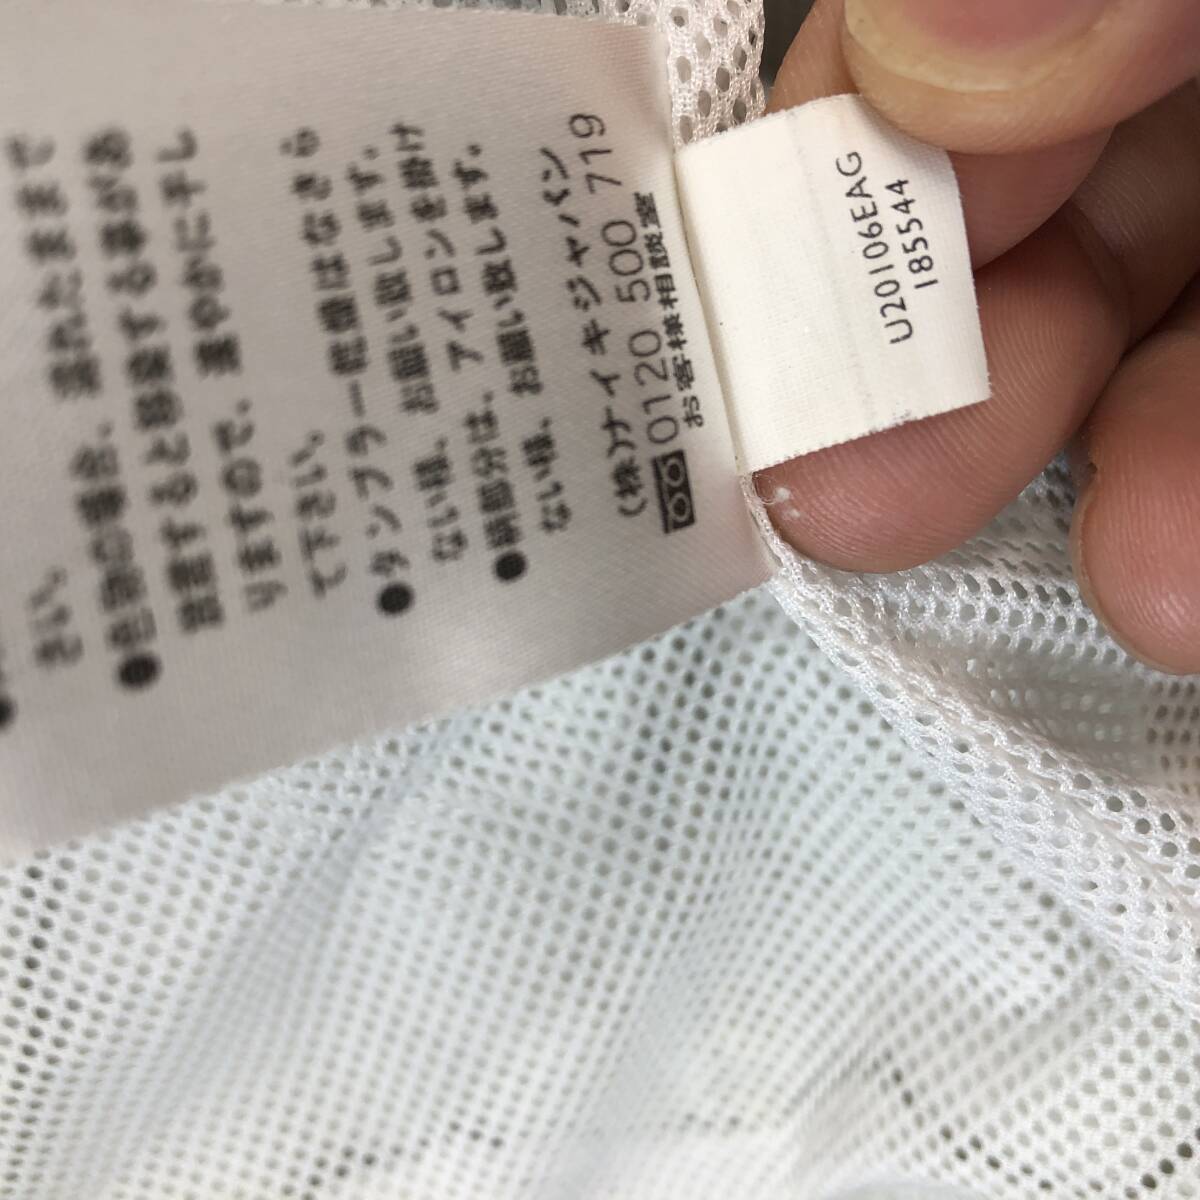 さい。 濡れたままで
●色物の場合、
放置すると移染する事があ
りますので、速やかに干し
て下さい。
●タンブラー乾燥はなさら
ない様、お願い致します。
●柄部分は、アイロンを掛け
ない様、お願い致します。
(株)ナイキジャパン
0120 500 719
お客様相談室
U20106EAG
185544